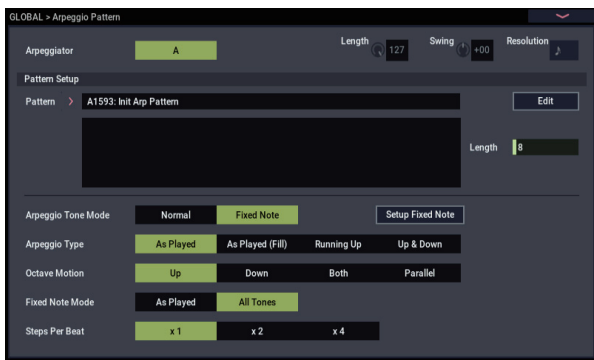 GLOBAL > Arpeggio Pattern
Arpeggiator A Length 127 Swing +00 Resolution ♪
Pattern Setup
Pattern > A1593: Init Arp Pattern Edit
Length 8
Arpeggio Tone Mode Normal Fixed Note Setup Fixed Note
Arpeggio Type As Played As Played (Fill) Running Up Up & Down
Octave Motion Up Down Both Parallel
Fixed Note Mode As Played All Tones
Steps Per Beat x 1 x 2 x 4